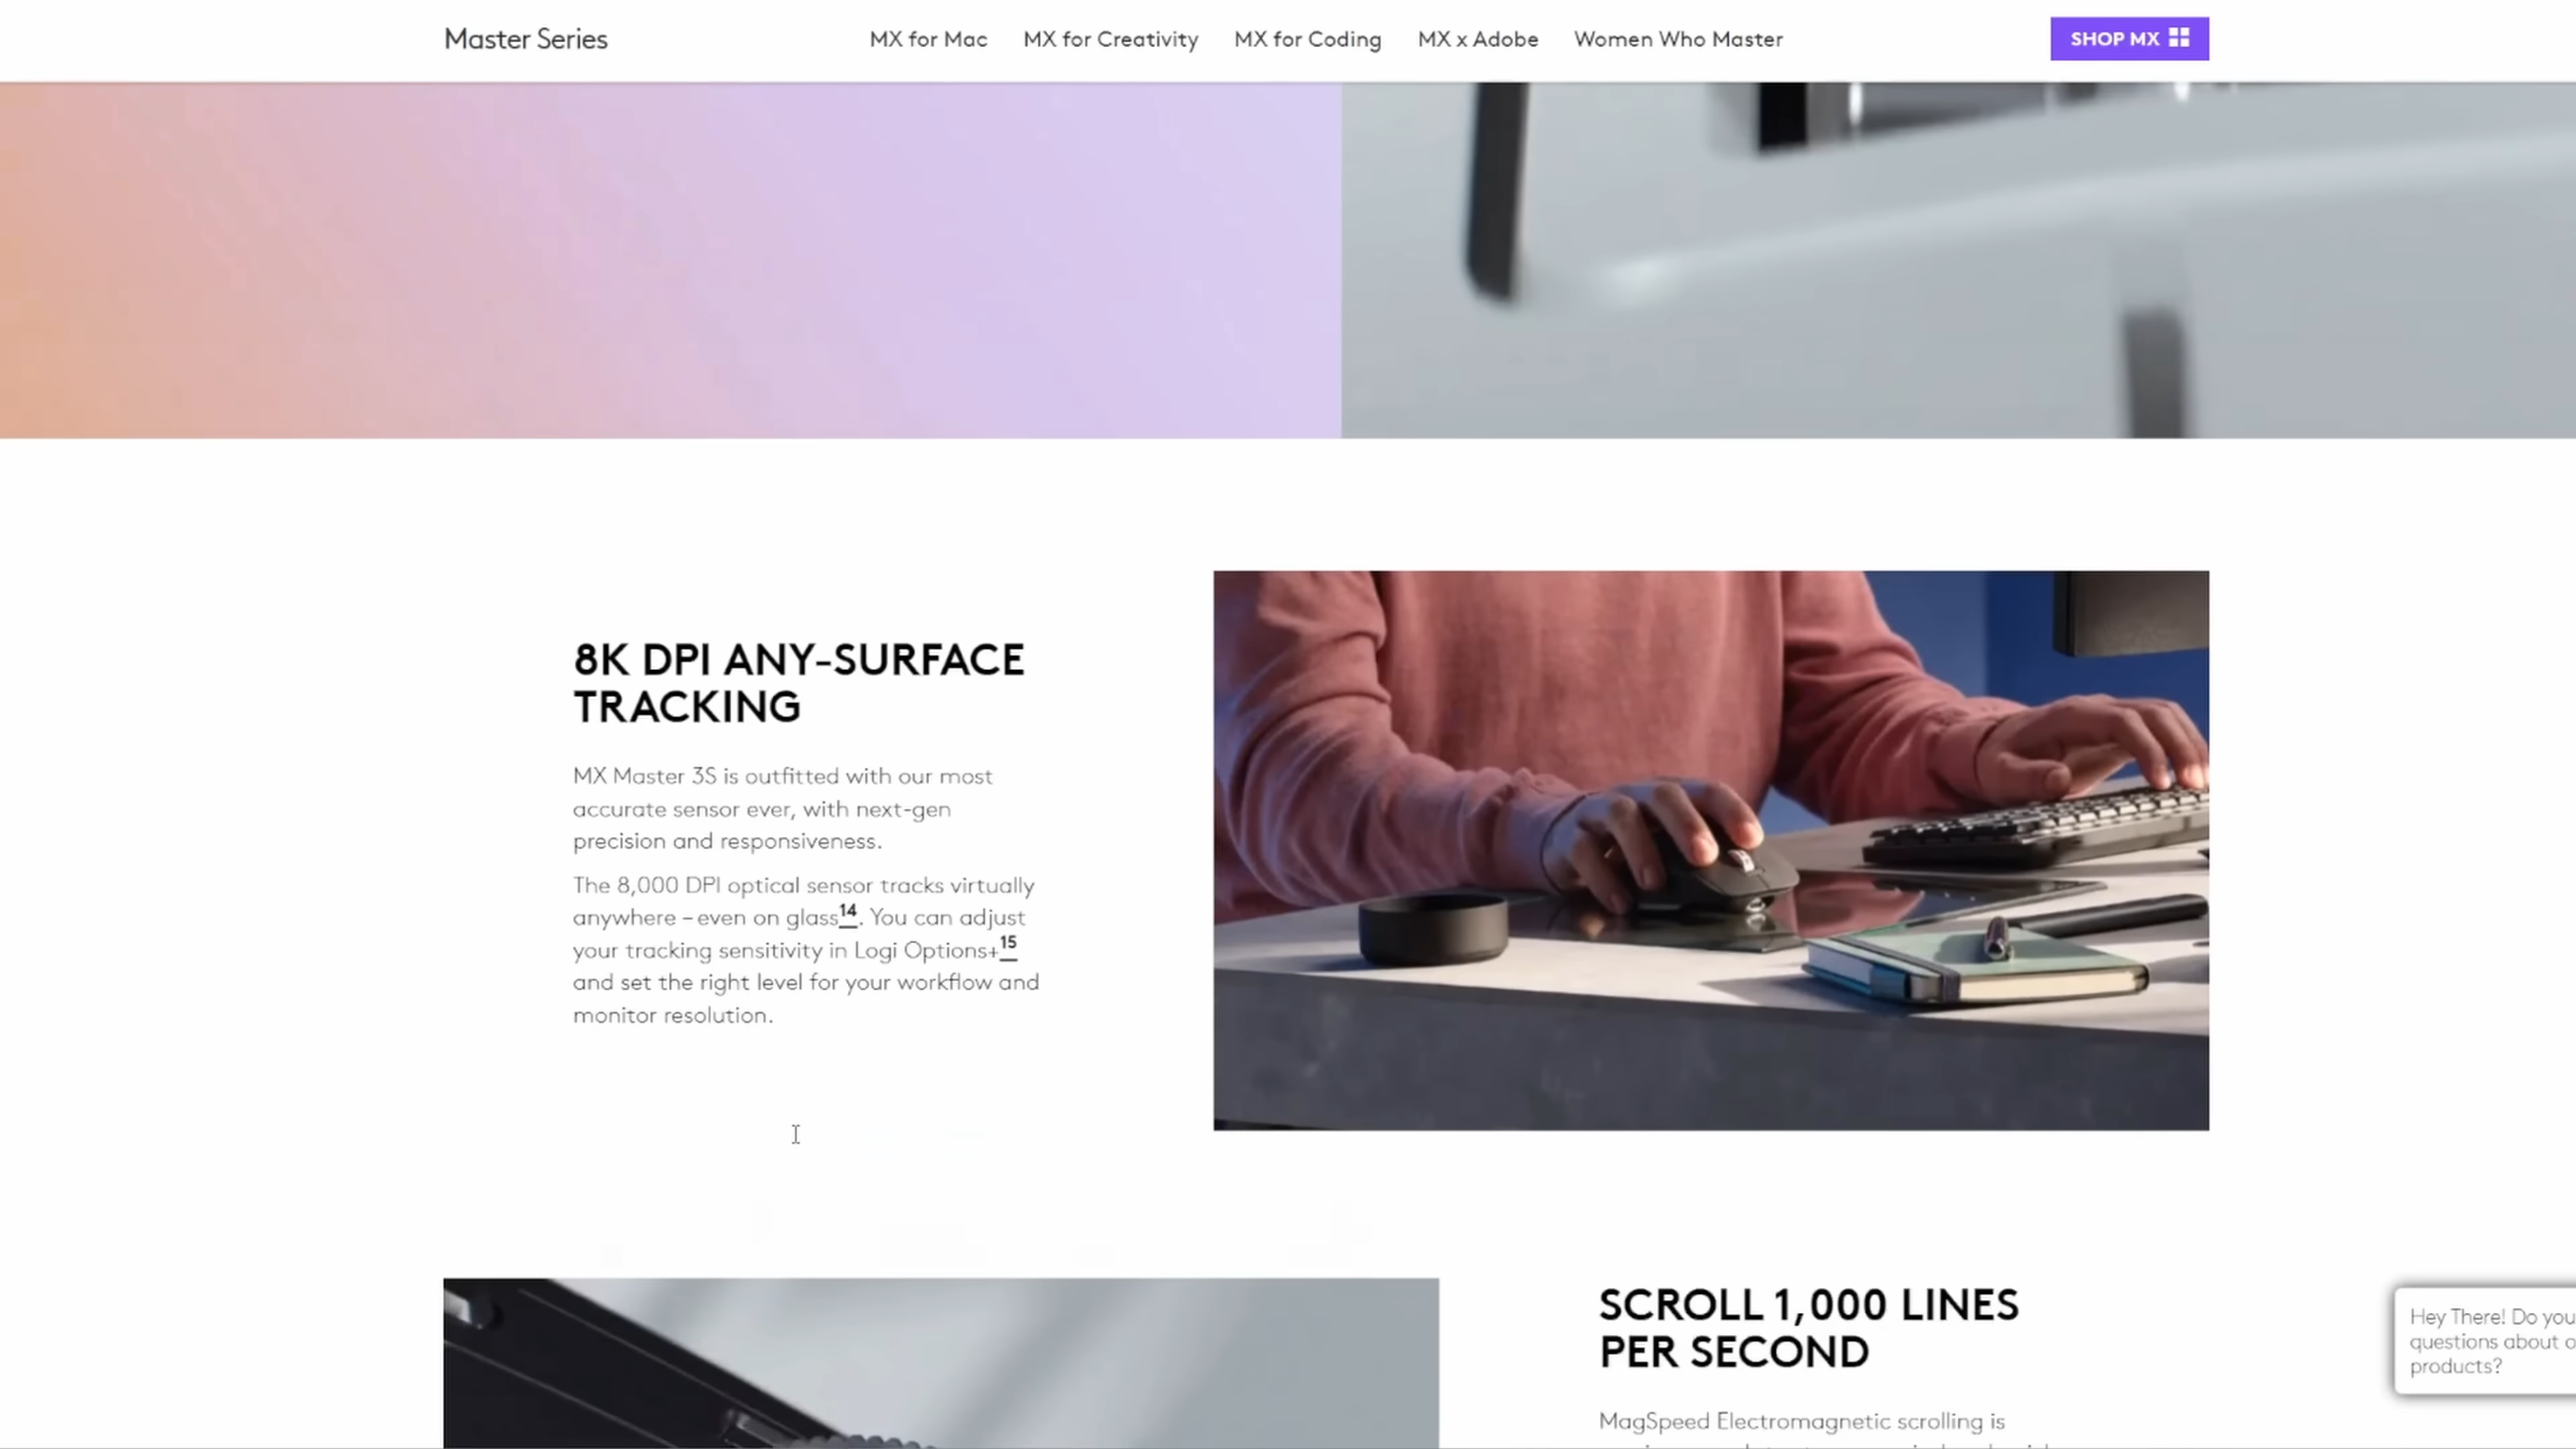 Master Series
MX for Mac
MX for Creativity
MX for Coding
MX x Adobe
Women Who Master
SHOP MX
8K DPI ANY-SURFACE
TRACKING
MX Master 3S is outfitted with our most
accurate sensor ever, with next-gen
precision and responsiveness.
The 8,000 DPI optical sensor tracks virtually
anywhere – even on glass14. You can adjust
your tracking sensitivity in Logi Options+15
and set the right level for your workflow and
monitor resolution.
SCROLL 1,000 LINES
PER SECOND
MagSpeed Electromagnetic scrolling is
Hey There! Do you
questions about o
products?